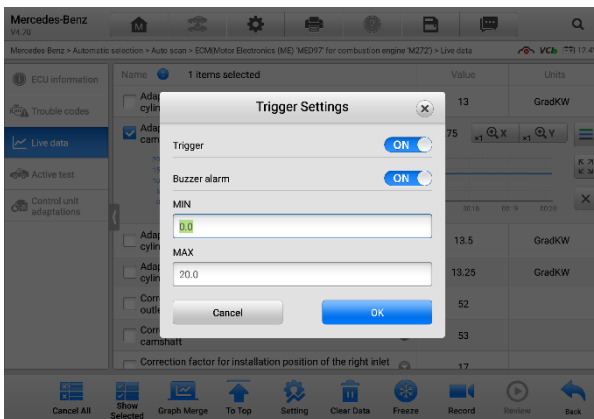 Mercedes-Benz
V4.70
Mercedes-Benz > Automatic selection > Auto scan > ECM(Motor Electronics (ME) 'MED97' for combustion engine 'M272') > Live data
VCb
Name 1 items selected Value Units
ECU information
Trouble codes
Live data
Active test
Control unit
adaptations
13 GradKW
75 x1 X x1 Y
Trigger Settings
Trigger ON
Buzzer alarm ON
MIN
0.0
MAX
20.0
Cancel OK
13.5 GradKW
13.25 GradKW
52
camshaft 53
Correction factor for installation position of the right inlet 17
Cancel All
Show
Selected
Graph Merge
To Top
Setting
Clear Data
Freeze
Record
Review
Back